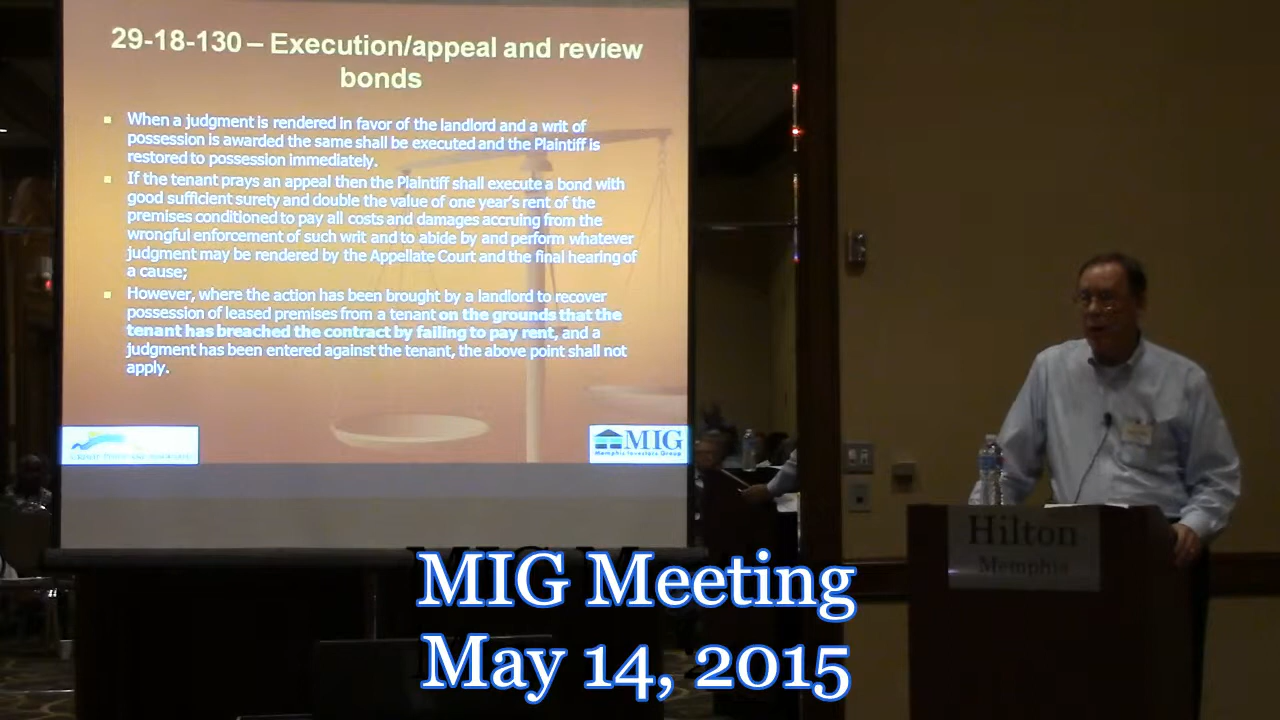 29-18-130 – Execution/appeal and review
bonds
When a judgment is rendered in favor of the landlord and a writ of
possession is awarded the same shall be executed and the Plaintiff is
restored to possession immediately.
If the tenant prays an appeal then the Plaintiff shall execute a bond with
good sufficient surety and double the value of one year's rent of the
premises conditioned to pay all costs and damages accruing from the
wrongful enforcement of such writ and to abide by and perform whatever
judgment may be rendered by the Appellate Court and the final hearing of
a cause;
However, where the action has been brought by a landlord to recover
possession of leased premises from a tenant on the grounds that the
tenant has breached the contract by failing to pay rent, and a
judgment has been entered against the tenant, the above point shall not
apply.
MIG
Memphis Investors Group
Hilton
Memphis
MIG Meeting
May 14, 2015